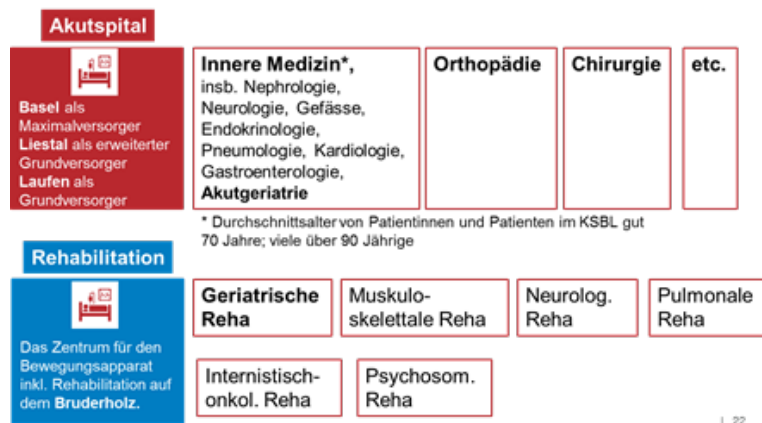 Akutspital
Basel als
Maximalversorger
Liestal als erweiterter
Grundversorger
Laufen als
Grundversorger
Innere Medizin*,
insb. Nephrologie,
Neurologie, Gefässe,
Endokrinologie,
Pneumologie, Kardiologie,
Gastroenterologie,
Akutgeriatrie
Orthopädie
Chirurgie
etc.
* Durchschnittsalter von Patientinnen und Patienten im KSBL gut
70 Jahre; viele über 90 Jährige
Rehabilitation
Das Zentrum für den
Bewegungsapparat
inkl. Rehabilitation auf
dem Bruderholz.
Geriatrische
Reha
Muskulo-
skelettale Reha
Neurolog.
Reha
Pulmonale
Reha
Internistisch-
onkol. Reha
Psychosom.
Reha
| 22